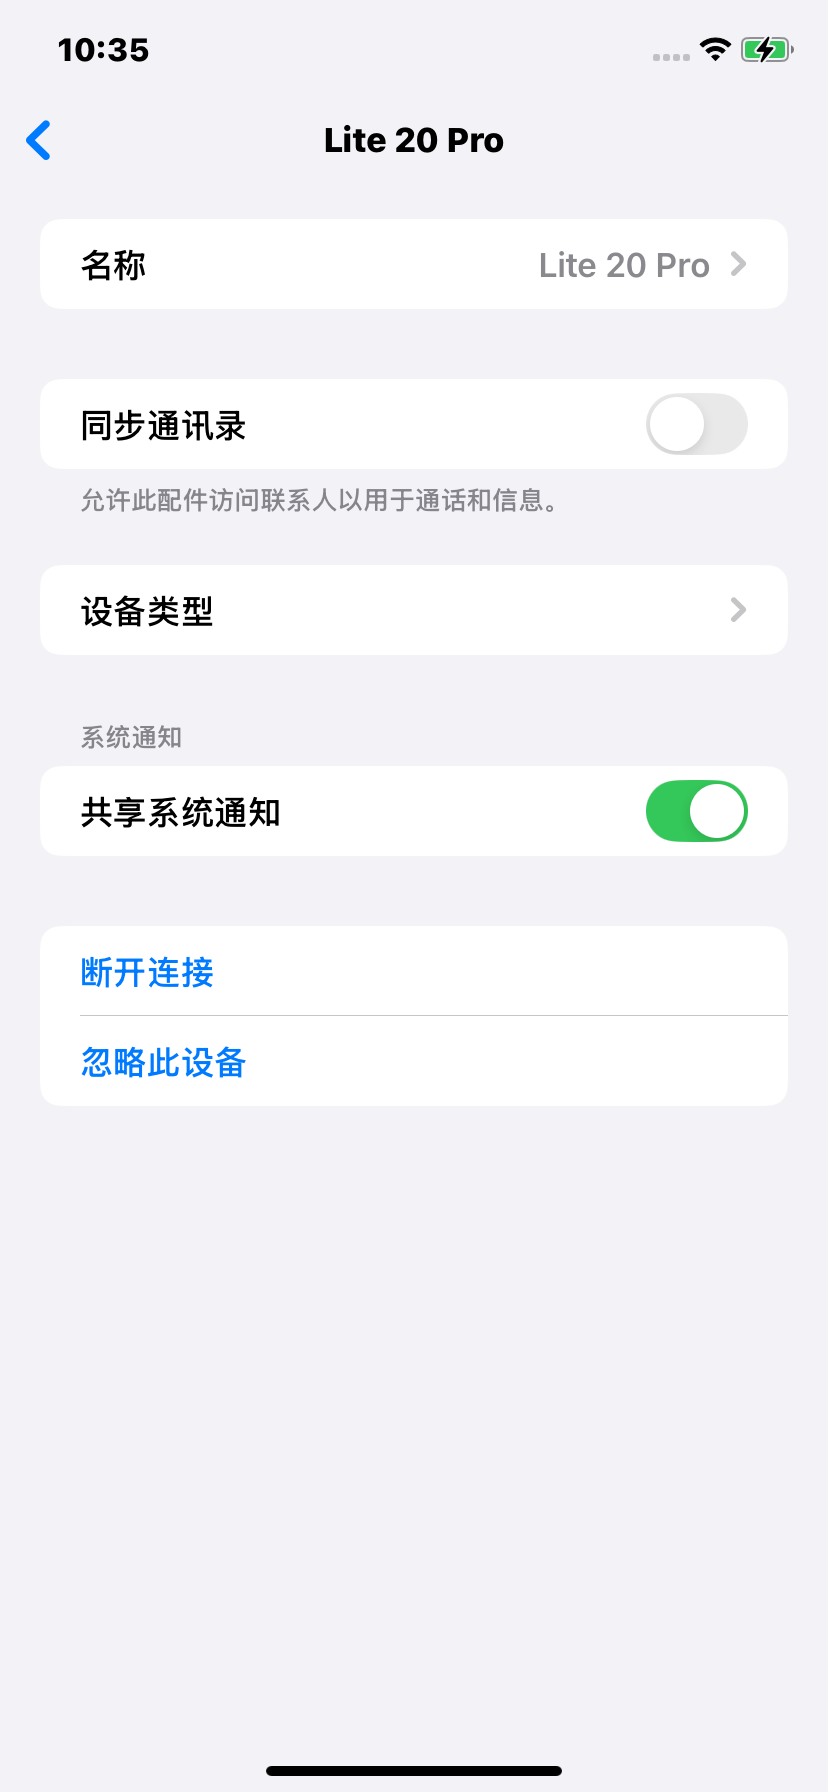 10:35
Lite 20 Pro
名称 Lite 20 Pro
同步通讯录
允许此配件访问联系人以用于通话和信息。
设备类型
系统通知
共享系统通知
断开连接
忽略此设备